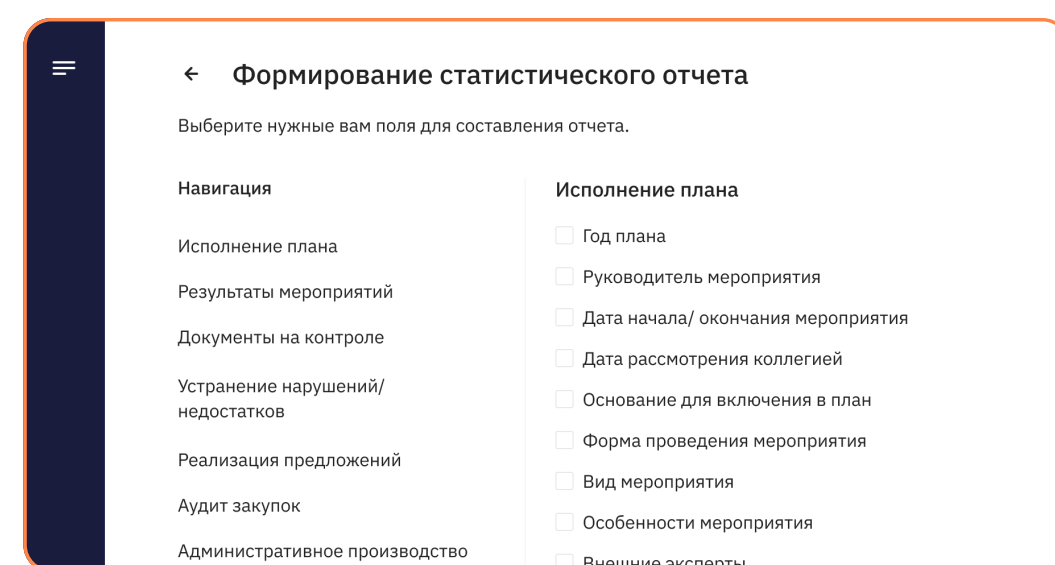 Формирование статистического отчета
Выберите нужные вам поля для составления отчета.
Навигация
Исполнение плана
Результаты мероприятий
Документы на контроле
Устранение нарушений/
недостатков
Реализация предложений
Аудит закупок
Административное производство
Исполнение плана
Год плана
Руководитель мероприятия
Дата начала/ окончания мероприятия
Дата рассмотрения коллегией
Основание для включения в план
Форма проведения мероприятия
Вид мероприятия
Особенности мероприятия
Внешние эксперты